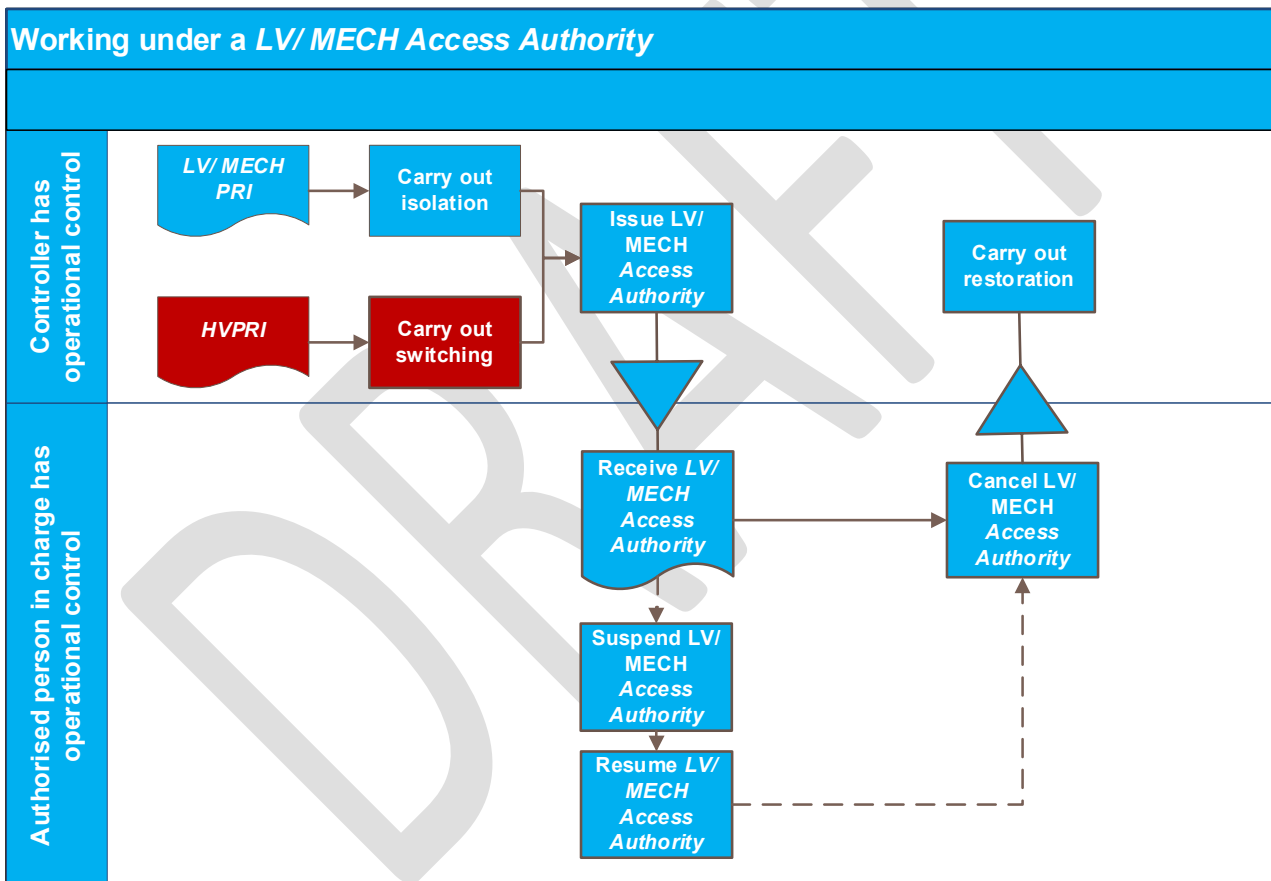 Working under a LV/ MECH Access Authority
Controller has
operational control
LV/ MECH
PRI
Carry out
isolation
Issue LV/
MECH
Access
Authority
Carry out
restoration
HVPRI
Carry out
switching
Authorised person in charge has
operational control
Receive LV/
MECH
Access
Authority
Cancel LV/
MECH
Access
Authority
Suspend LV/
MECH
Access
Authority
Resume LV/
MECH
Access
Authority
DRAFT